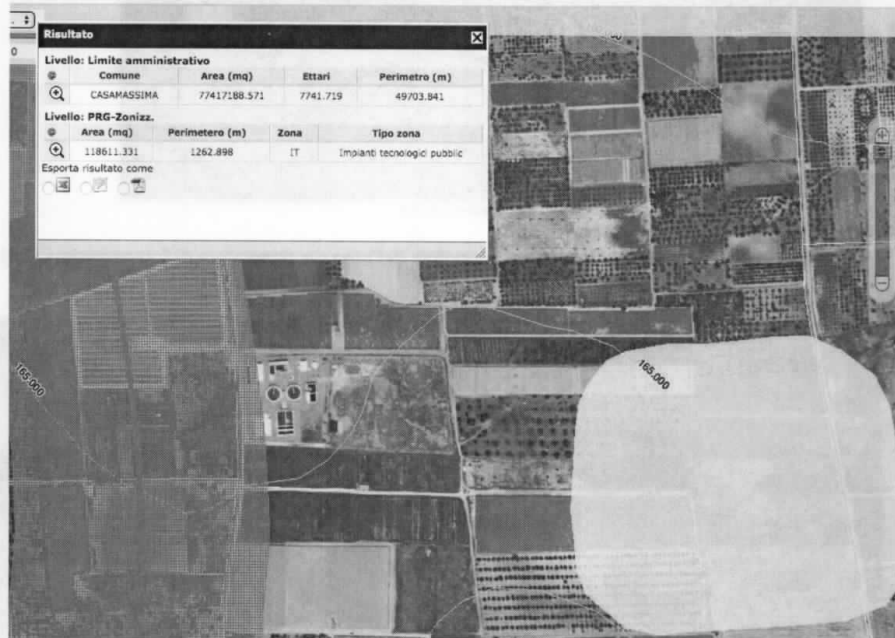 0
Risultato
Livello: Limite amministrativo
Comune Area (mq) Ettari Perimetro (m)
CASAMASSIMA 77417188.571 7741.719 49703.841
Livello: PRG-Zonizz.
Area (mq) Perimetero (m) Zona Tipo zona
118611.331 1262.898 IT Impianti tecnologici pubblic
Esporta risultato come
165.000
165.000